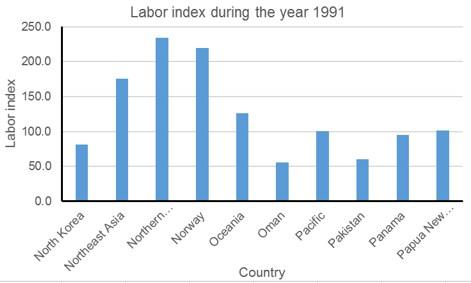 Labor index during the year 1991
250.0
200.0
150.0
100.0
50.0
0.0
Labor index
North Korea
Northeast Asia
Northern...
Norway
Oceania
Oman
Pacific
Pakistan
Panama
Papua New...
Country